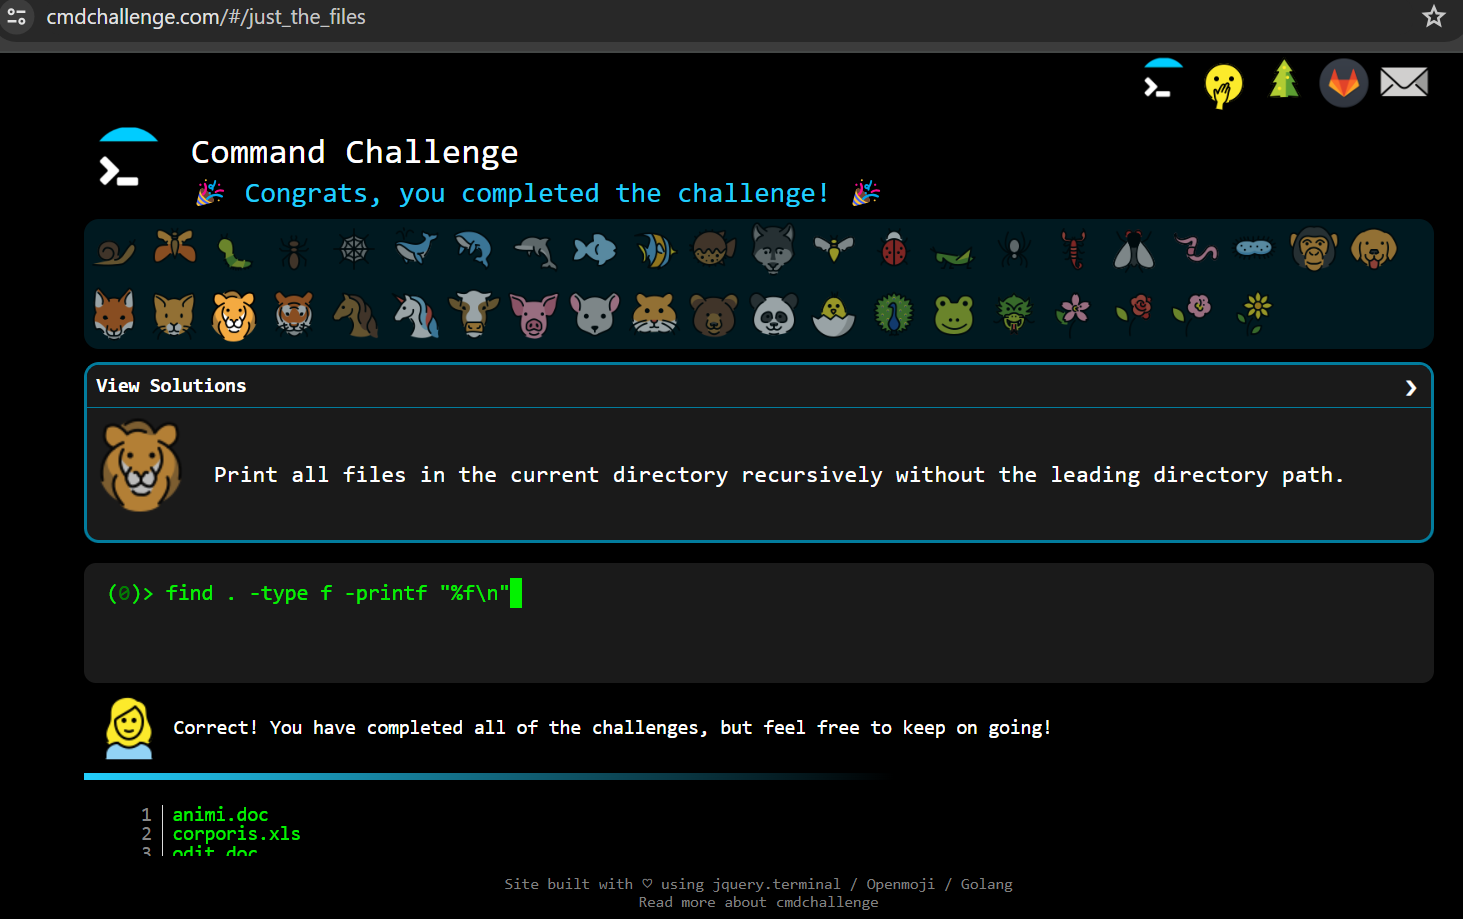 cmdchallenge.com/#/just_the_files
Command Challenge
Congrats, you completed the challenge!
View Solutions
Print all files in the current directory recursively without the leading directory path.
(0)> find . -type f -printf "%f\n"
Correct! You have completed all of the challenges, but feel free to keep on going!
1 animi.doc
2 corporis.xls
3 odit.doc
Site built with ♡ using jquery.terminal / Openmoji / Golang
Read more about cmdchallenge